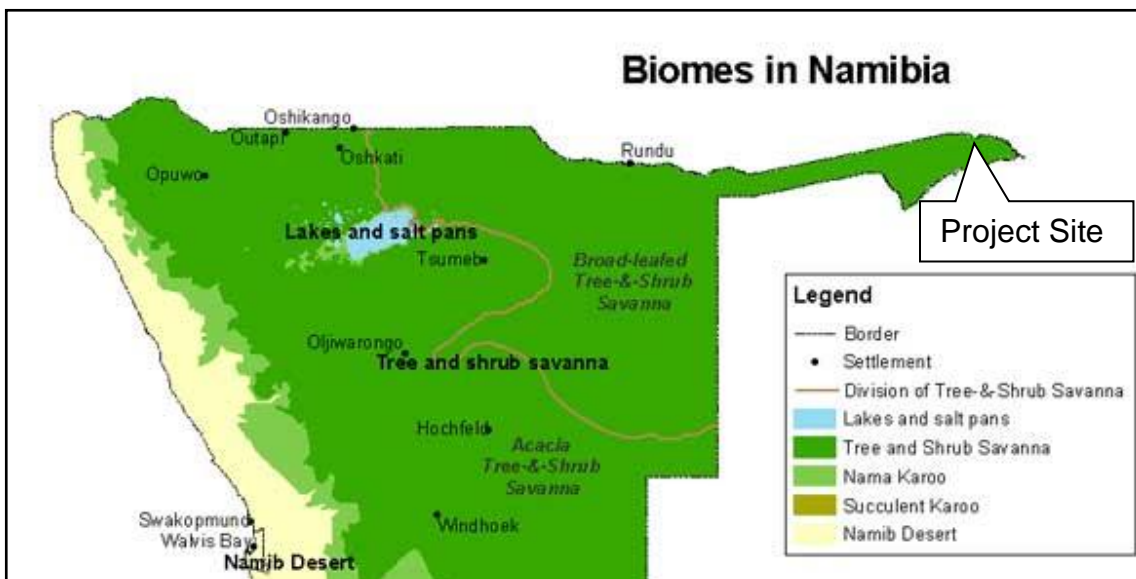 Biomes in Namibia
Oshikango
Outapi
Oshkati
Rundu
Opuwo
Project Site
Lakes and salt pans
Tsumeb
Broad-leafed
Tree-&-Shrub
Savanna
Oljiwarongo
Tree and shrub savanna
Hochfeld
Acacia
Tree-&-Shrub
Savanna
Windhoek
Swakopmund
Walvis Bay
Namib Desert
Legend
Border
Settlement
Division of Tree-&-Shrub Savanna
Lakes and salt pans
Tree and Shrub Savanna
Nama Karoo
Succulent Karoo
Namib Desert